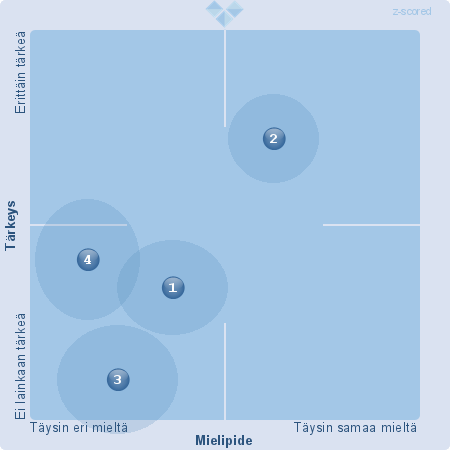 z-scored
Erittäin tärkeä
2
Tärkeys
4
1
Ei lainkaan tärkeä
3
Täysin eri mieltä
Täysin samaa mieltä
Mielipide